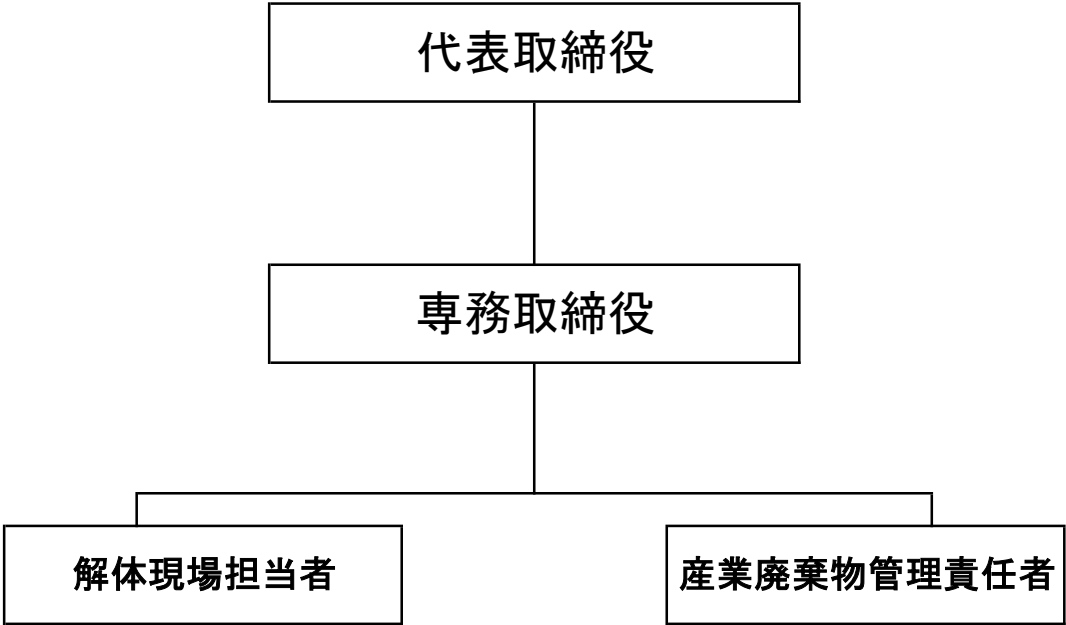 代表取締役
専務取締役
解体現場担当者
産業廃棄物管理責任者